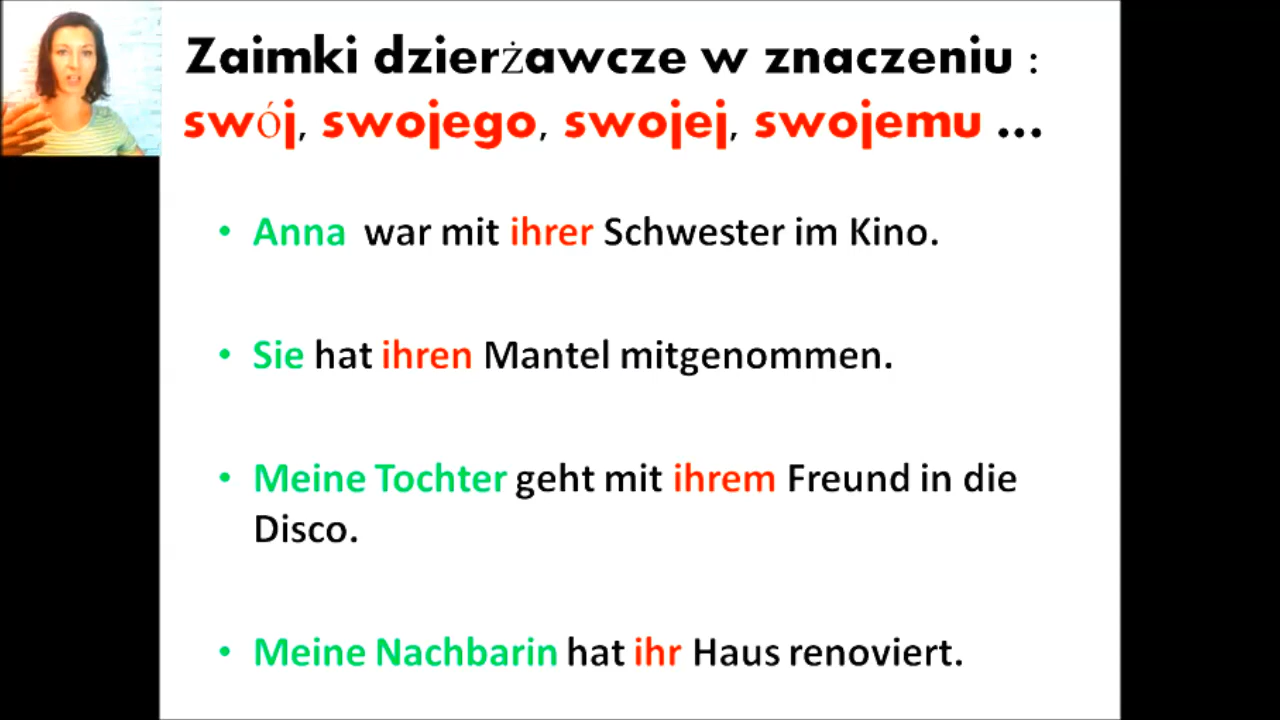 Zaimki dzierżawcze w znaczeniu :
swój, swojego, swojej, swojemu ...
• Anna war mit ihrer Schwester im Kino.
• Sie hat ihren Mantel mitgenommen.
• Meine Tochter geht mit ihrem Freund in die
Disco.
• Meine Nachbarin hat ihr Haus renoviert.